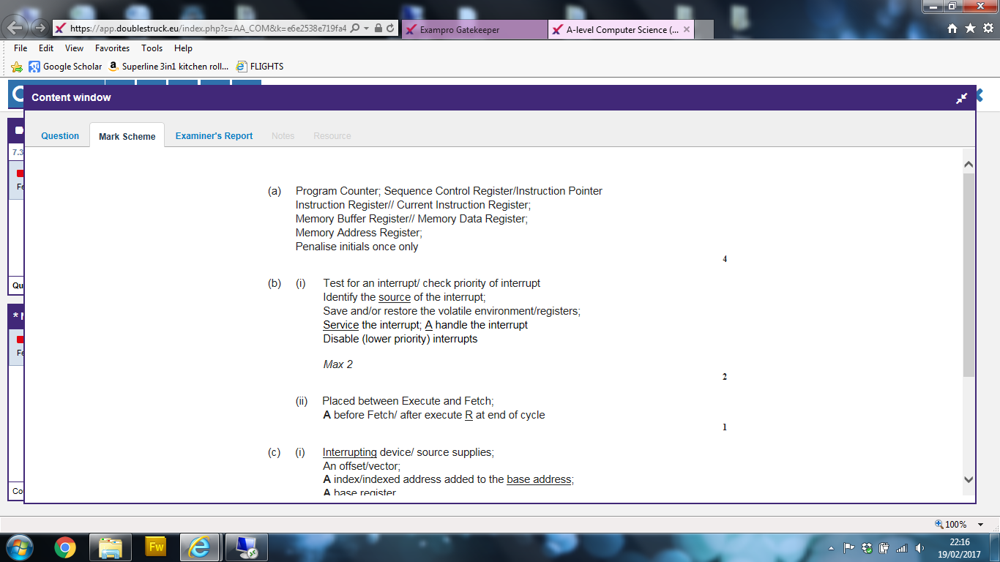 https://app.doublestruck.eu/index.php?s=AA_COM&k=e6e2538e719fa4
Exampro Gatekeeper
A-level Computer Science (...
File Edit View Favorites Tools Help
Google Scholar Superline 3in1 kitchen roll... FLIGHTS
Content window
Question Mark Scheme Examiner's Report Notes Resource
7.3
Fe
Qu
*
Fe
Co
(a) Program Counter; Sequence Control Register/Instruction Pointer
Instruction Register// Current Instruction Register;
Memory Buffer Register// Memory Data Register;
Memory Address Register;
Penalise initials once only
4
(b) (i) Test for an interrupt/ check priority of interrupt
Identify the source of the interrupt;
Save and/or restore the volatile environment/registers;
Service the interrupt; A handle the interrupt
Disable (lower priority) interrupts
Max 2
2
(ii) Placed between Execute and Fetch;
A before Fetch/ after execute R at end of cycle
1
(c) (i) Interrupting device/ source supplies;
An offset/vector;
A index/indexed address added to the base address;
A base register
100%
Fw
22:16
19/02/2017